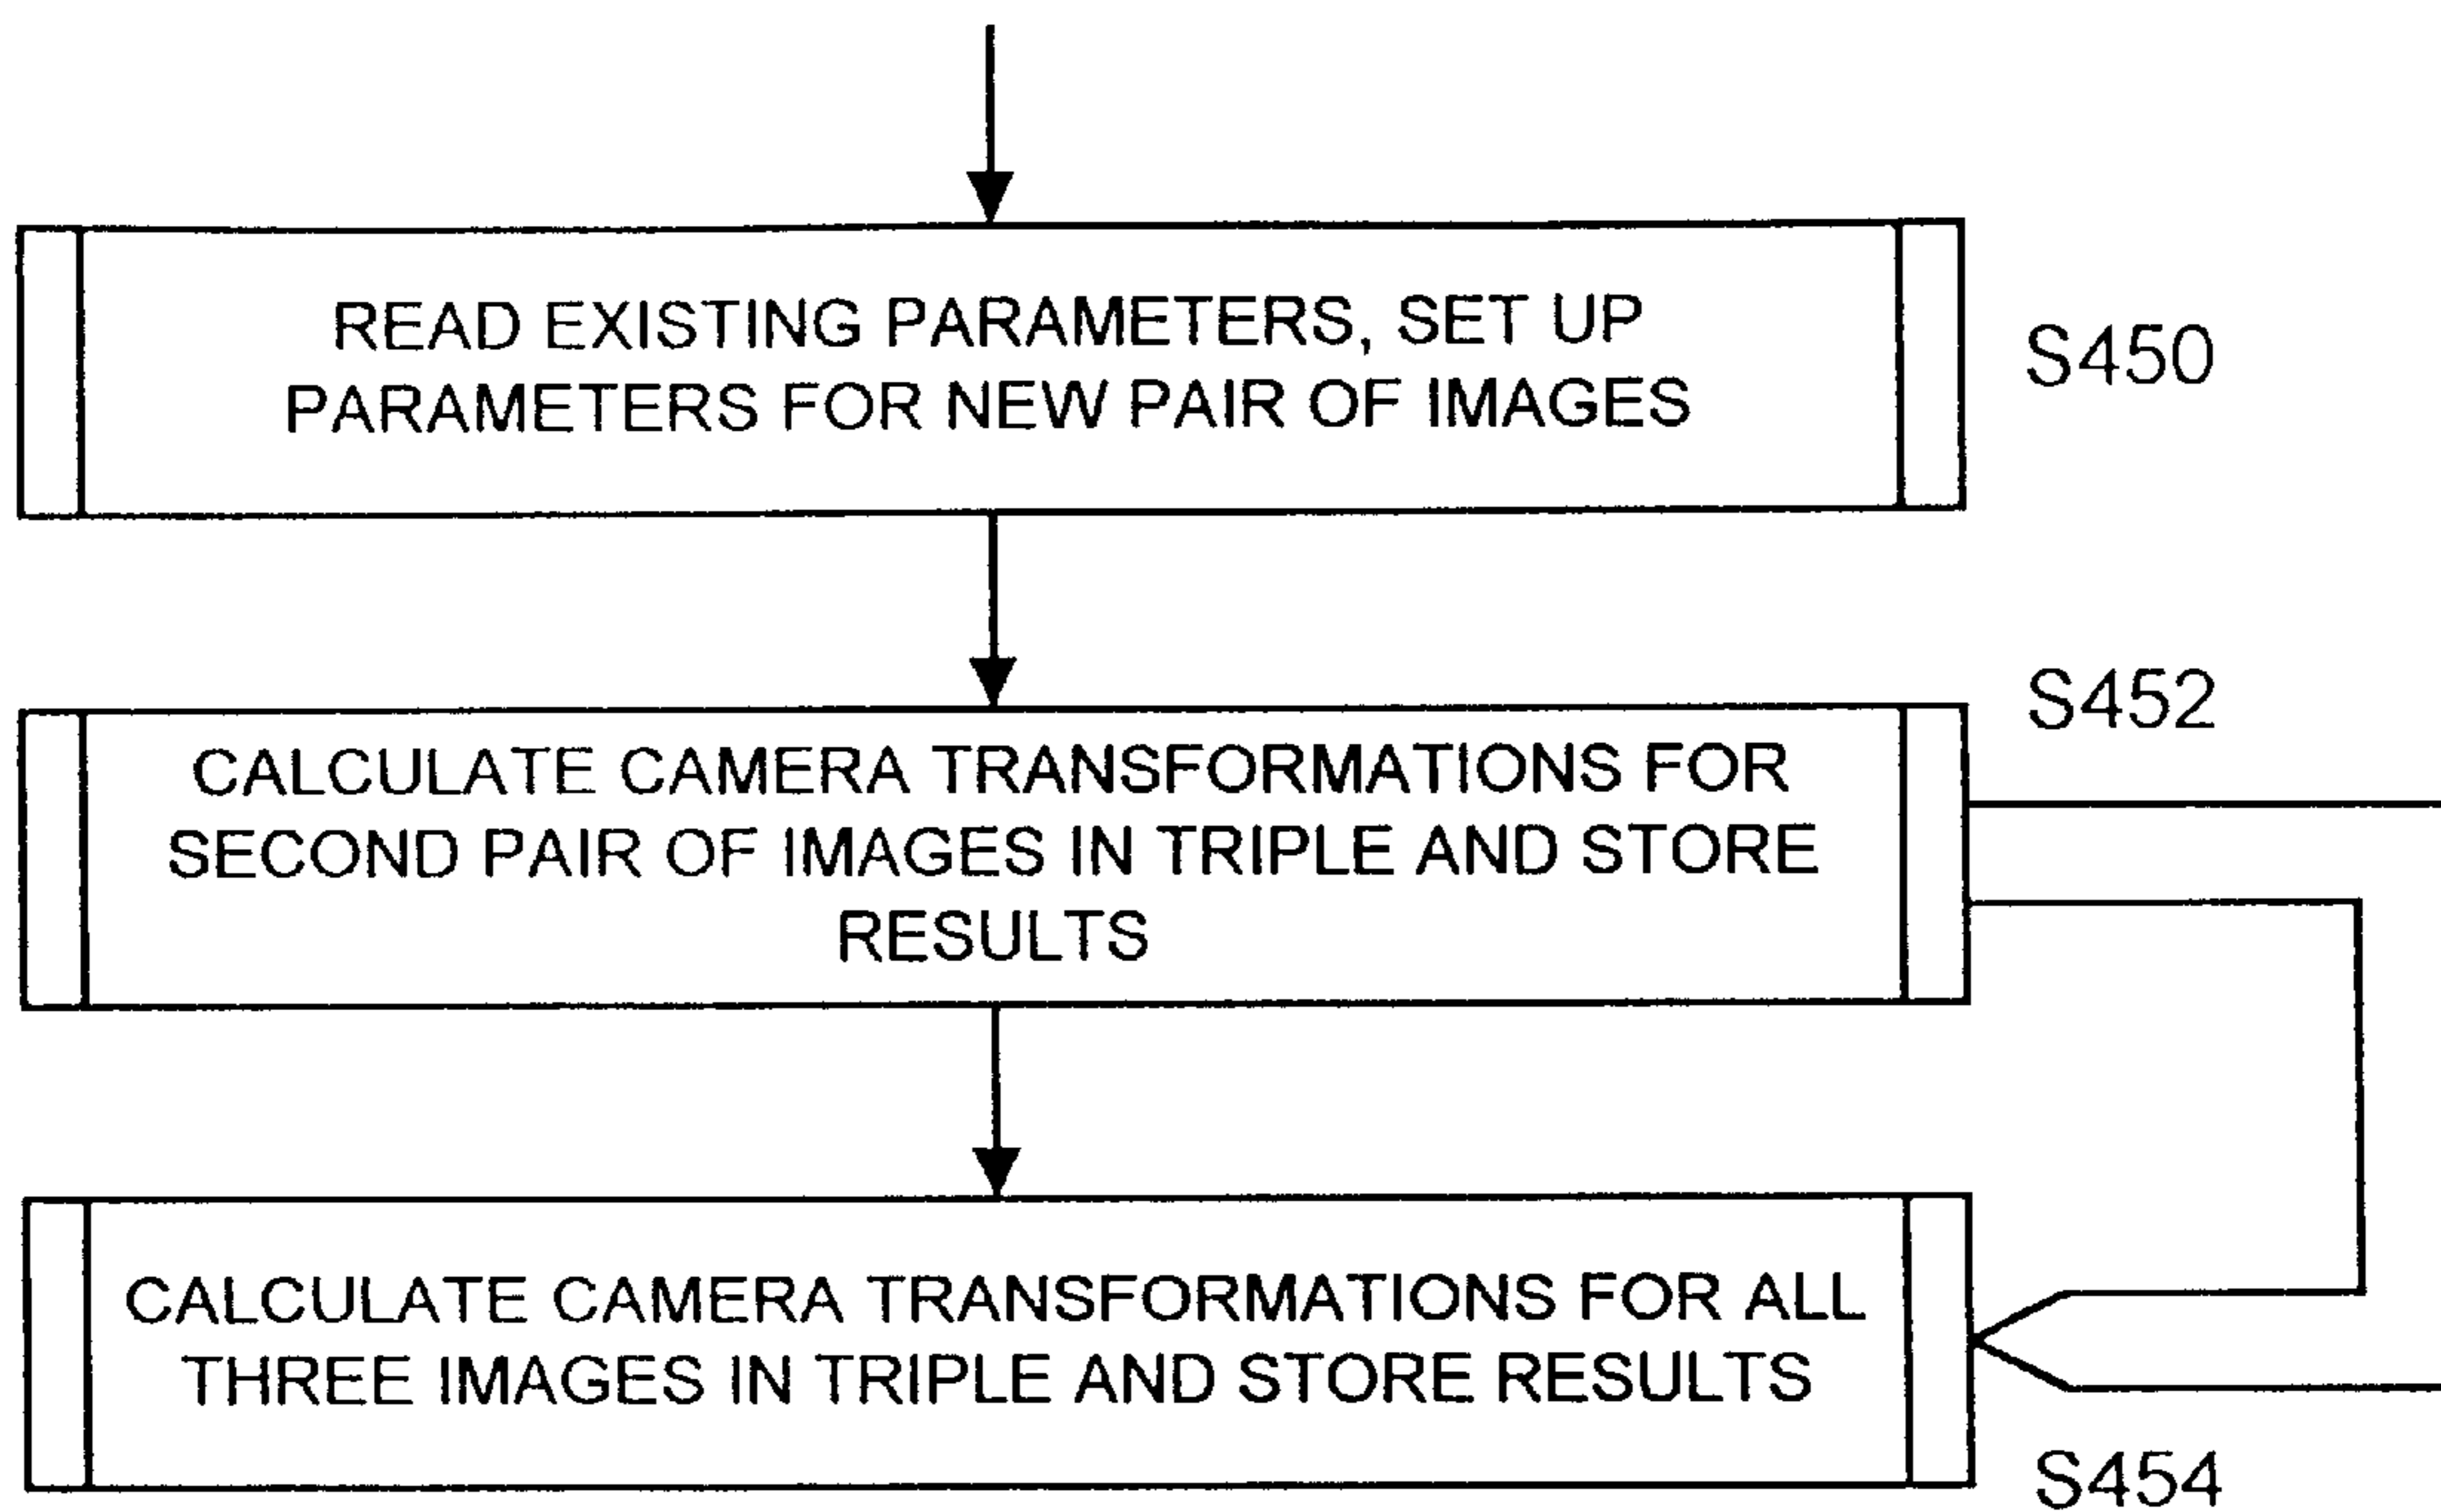 READ EXISTING PARAMETERS, SET UP
PARAMETERS FOR NEW PAIR OF IMAGES
S450
S452
CALCULATE CAMERA TRANSFORMATIONS FOR
SECOND PAIR OF IMAGES IN TRIPLE AND STORE
RESULTS
CALCULATE CAMERA TRANSFORMATIONS FOR ALL
THREE IMAGES IN TRIPLE AND STORE RESULTS
S454